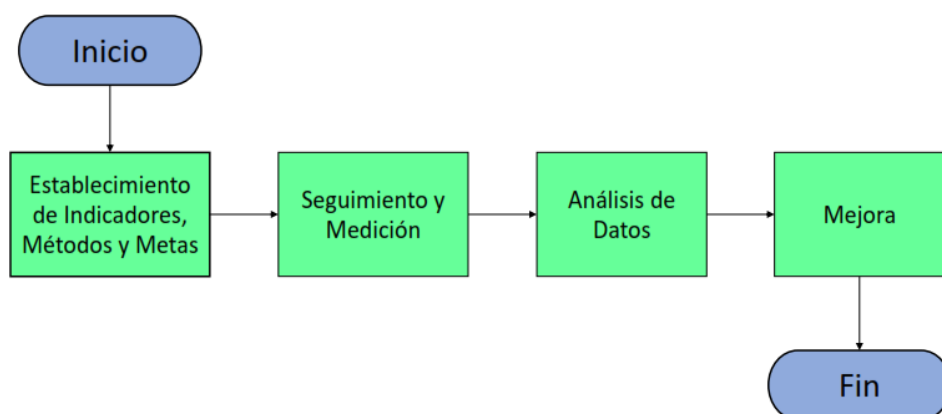 Inicio
Establecimiento
de Indicadores,
Métodos y Metas
Seguimiento y
Medición
Análisis de
Datos
Mejora
Fin